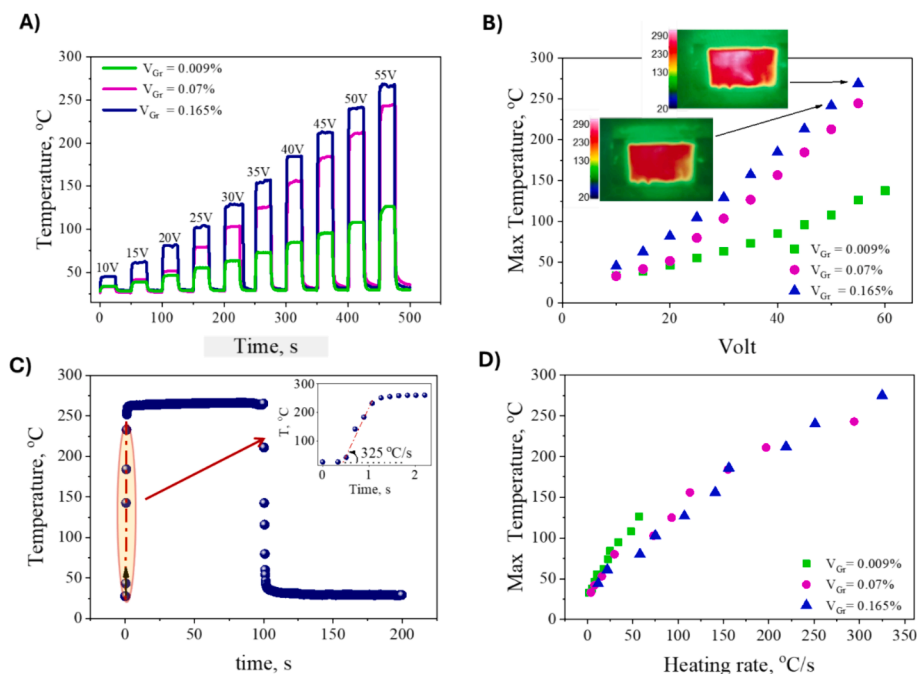 A)
Temperature, °C
300
250
200
150
100
50
V_Gr = 0.009%
V_Gr = 0.07%
V_Gr = 0.165%
10V
15V
20V
25V
30V
35V
40V
45V
50V
55V
0
100
200
300
400
500
Time, s
B)
Max Temperature, °C
300
250
200
150
100
50
0
290
230
130
20
290
230
130
20
V_Gr = 0.009%
V_Gr = 0.07%
V_Gr = 0.165%
0
20
40
60
Volt
C)
Temperature, °C
300
250
200
150
100
50
0
T, °C
300
200
100
325 °C/s
0
1
2
Time, s
0
50
100
150
200
time, s
D)
Max Temperature, °C
300
250
200
150
100
50
0
V_Gr = 0.009%
V_Gr = 0.07%
V_Gr = 0.165%
0
50
100
150
200
250
300
350
Heating rate, °C/s